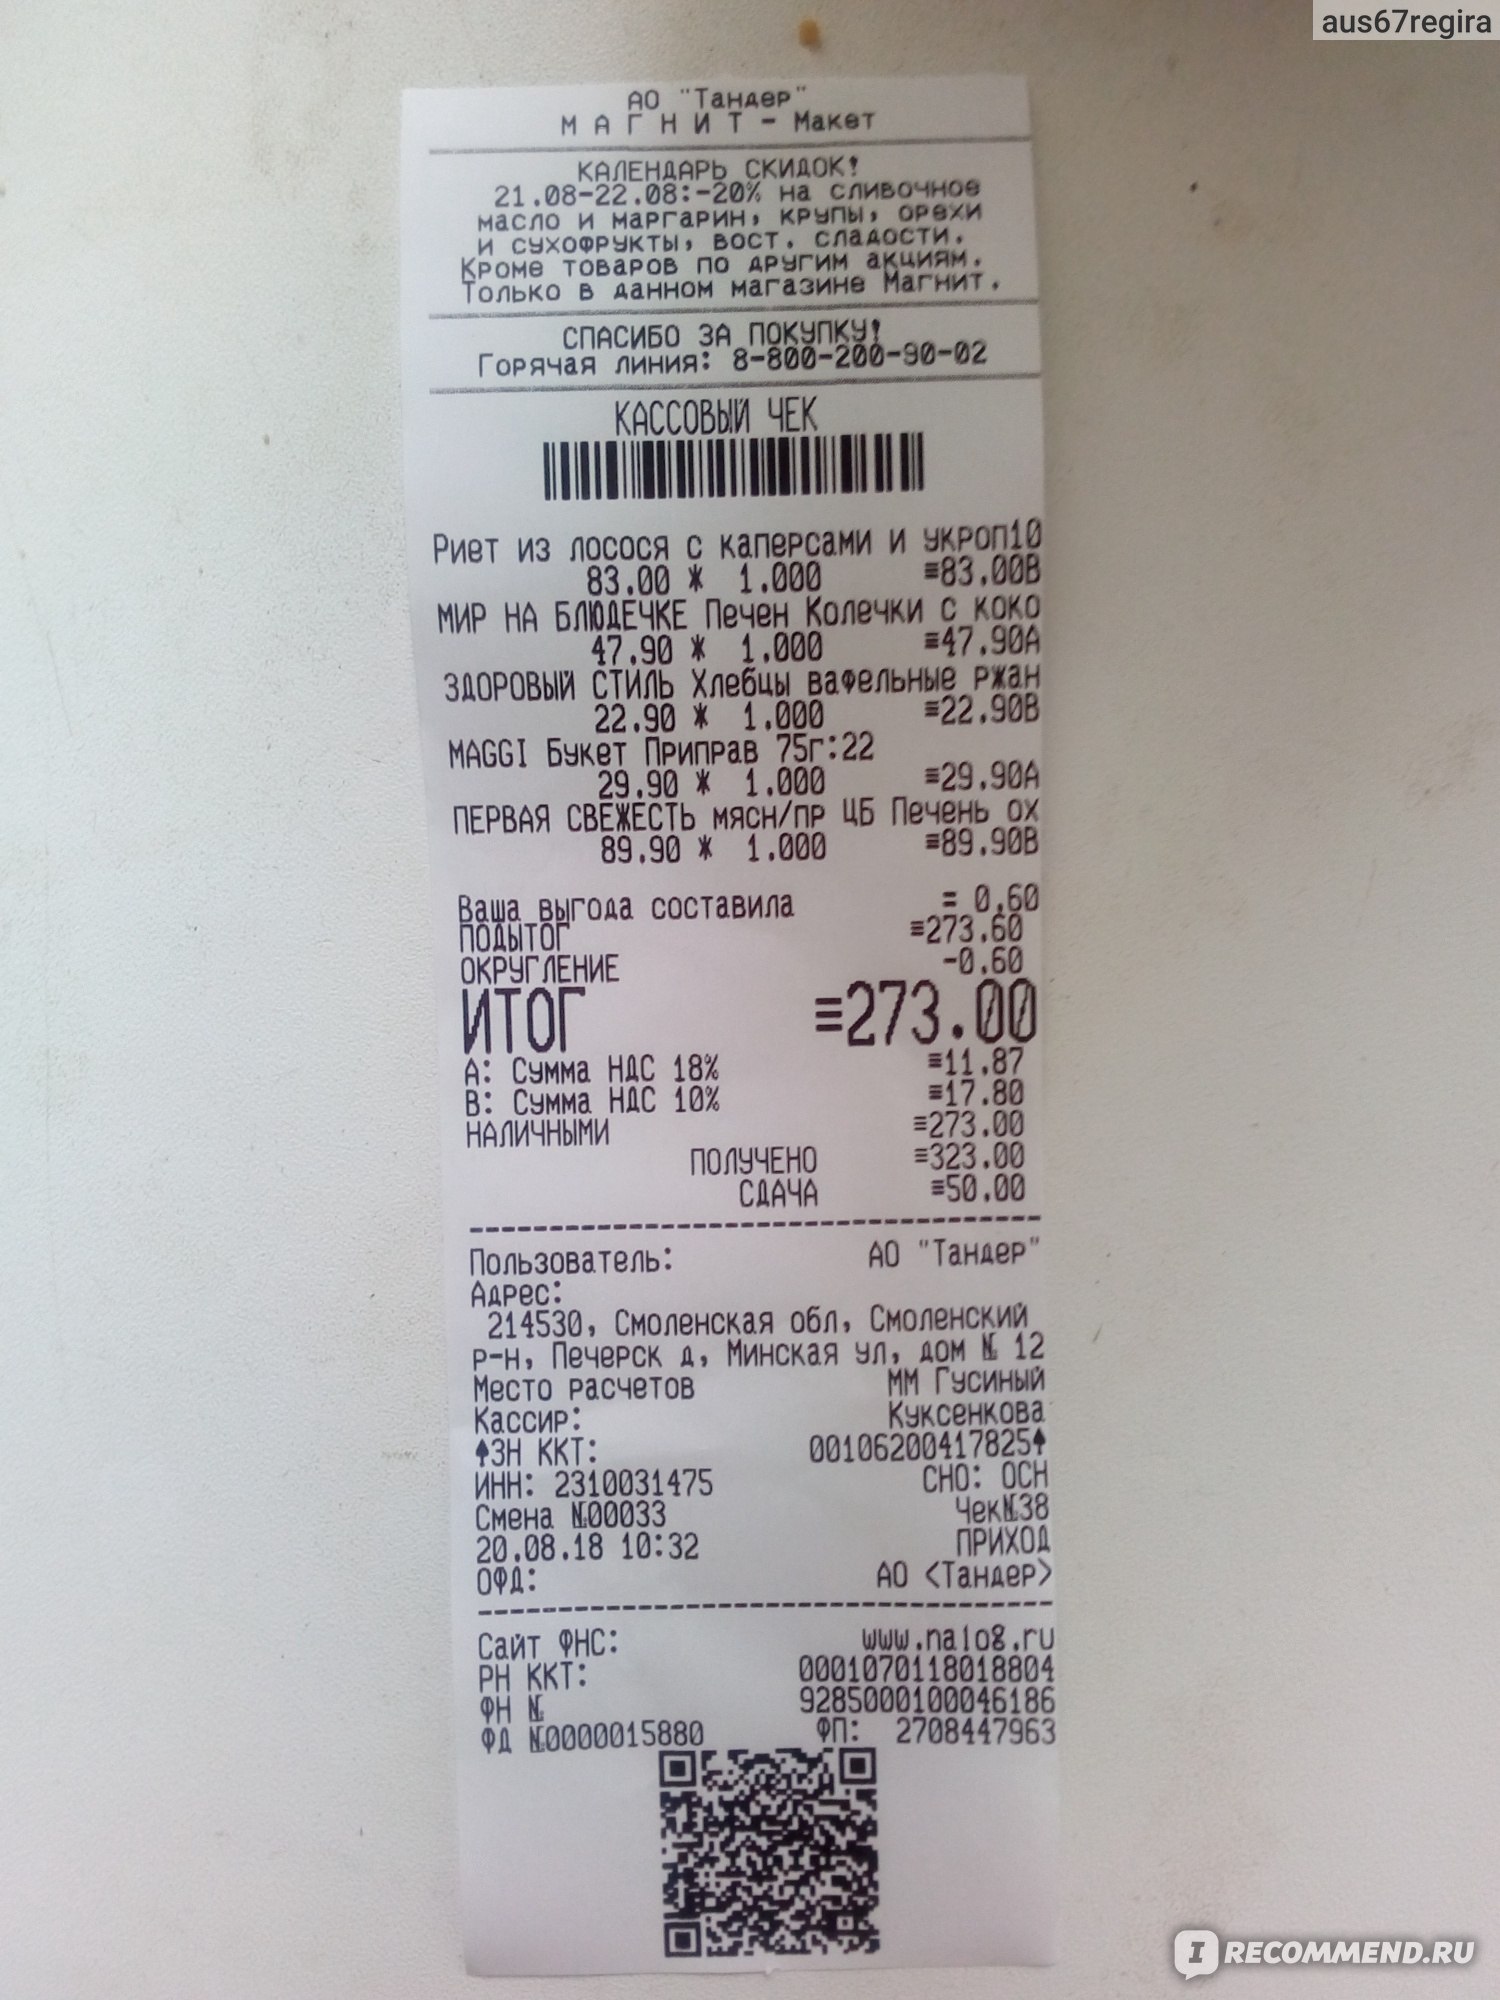 aus67regira
АО "Тандер"
М А Г Н И Т - Макет
КАЛЕНДАРЬ СКИДОК!
21.08-22.08:-20% на сливочное
масло и маргарин, крупы, орехи
и сухофрукты, вост. сладости.
Кроме товаров по другим акциям.
Только в данном магазине Магнит.
СПАСИБО ЗА ПОКУПКУ!
Горячая линия: 8-800-200-90-02
КАССОВЫЙ ЧЕК
Риет из лосося с каперсами и укроп10
83.00 * 1.000 ≡83.00В
МИР НА БЛЮДЕЧКЕ Печен Колечки с коко
47.90 * 1.000 ≡47.90А
ЗДОРОВЫЙ СТИЛЬ Хлебцы вафельные ржан
22.90 * 1.000 ≡22.90В
MAGGI Букет Приправ 75г:22
29.90 * 1.000 ≡29.90А
ПЕРВАЯ СВЕЖЕСТЬ мясн/пр ЦБ Печень ох
89.90 * 1.000 ≡89.90В
Ваша выгода составила = 0.60
ПОДЫТОГ ≡273.60
ОКРУГЛЕНИЕ -0.60
ИТОГ ≡273.00
А: Сумма НДС 18% ≡11.87
В: Сумма НДС 10% ≡17.80
НАЛИЧНЫМИ ≡273.00
ПОЛУЧЕНО ≡323.00
СДАЧА ≡50.00
Пользователь: АО "Тандер"
Адрес:
214530, Смоленская обл, Смоленский
р-н, Печерск д, Минская ул, дом № 12
Место расчетов ММ Гусиный
Кассир: Куксенкова
♠ЗН ККТ: 00106200417825♠
ИНН: 2310031475 СНО: ОСН
Смена №00033 Чек№38
20.08.18 10:32 ПРИХОД
ОФД: АО <Тандер>
Сайт ФНС: www.nalog.ru
РН ККТ: 0001070118018804
ФН № 9285000100046186
ФД №0000015880 ФП: 2708447963
IRECOMMEND.RU